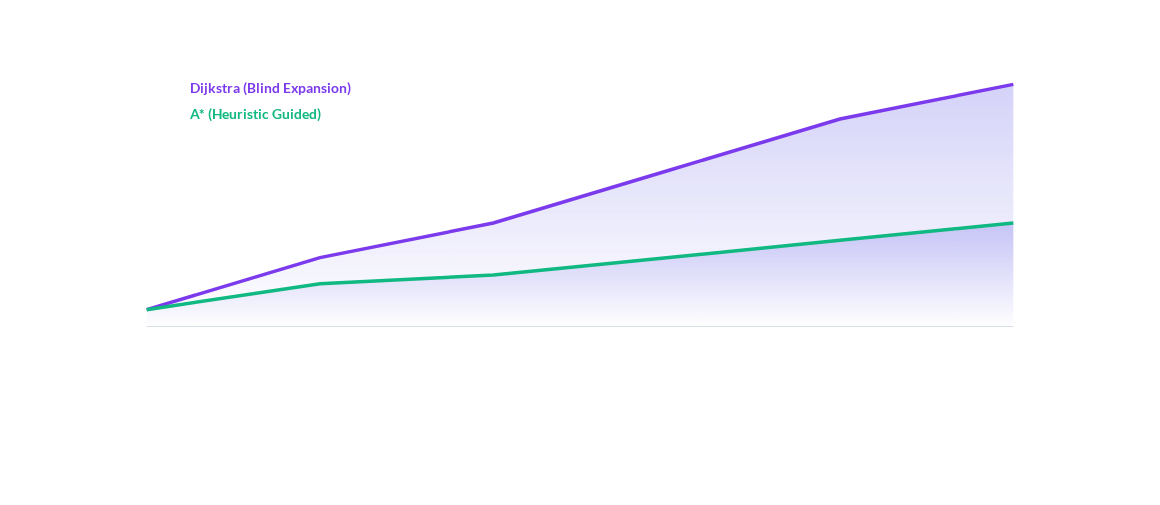 Dijkstra (Blind Expansion)
A* (Heuristic Guided)